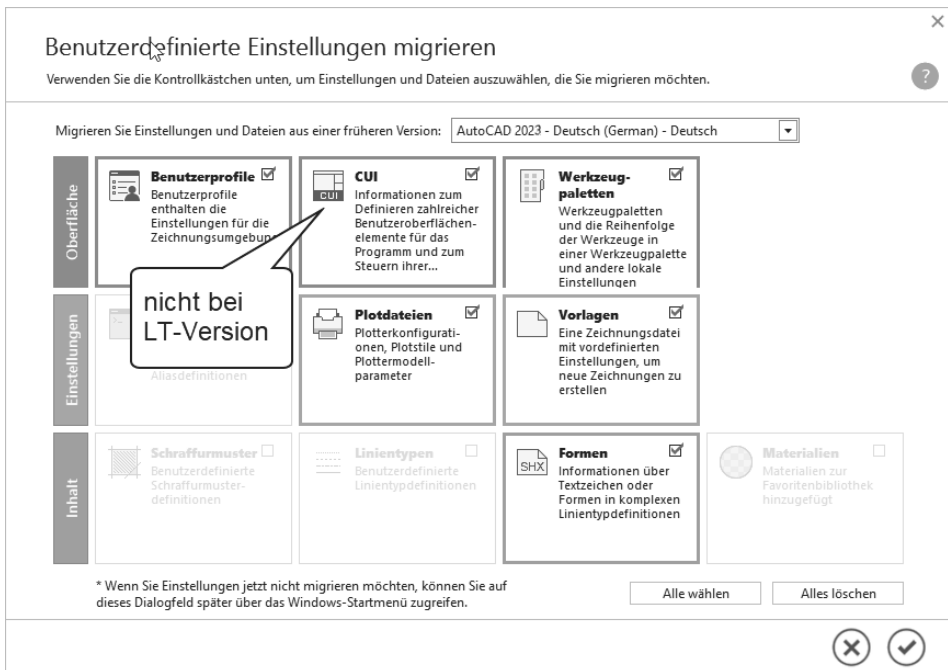 Benutzerdefinierte Einstellungen migrieren
Verwenden Sie die Kontrollkästchen unten, um Einstellungen und Dateien auszuwählen, die Sie migrieren möchten.
?
Migrieren Sie Einstellungen und Dateien aus einer früheren Version:
AutoCAD 2023 - Deutsch (German) - Deutsch
Oberfläche
Benutzerprofile
Benutzerprofile
enthalten die
Einstellungen für die
Zeichnungsumgebung
CUI
CUI
Informationen zum
Definieren zahlreicher
Benutzeroberflächen-
elemente für das
Programm und zum
Steuern ihrer...
Werkzeug-
paletten
Werkzeugpaletten
und die Reihenfolge
der Werkzeuge in
einer Werkzeugpalette
und andere lokale
Einstellungen
nicht bei
LT-Version
Einstellungen
Aliasdefinitionen
Plotdateien
Plotterkonfigurati-
onen, Plotstile und
Plottermodell-
parameter
Vorlagen
Eine Zeichnungsdatei
mit vordefinierten
Einstellungen, um
neue Zeichnungen zu
erstellen
Inhalt
Schraffurmuster
Benutzerdefinierte
Schraffurmuster-
definitionen
Linientypen
Benutzerdefinierte
Linientypdefinitionen
SHX
Formen
Informationen über
Textzeichen oder
Formen in komplexen
Linientypdefinitionen
Materialien
Materialien zur
Favoritenbibliothek
hinzugefügt
* Wenn Sie Einstellungen jetzt nicht migrieren möchten, können Sie auf
dieses Dialogfeld später über das Windows-Startmenü zugreifen.
Alle wählen
Alles löschen